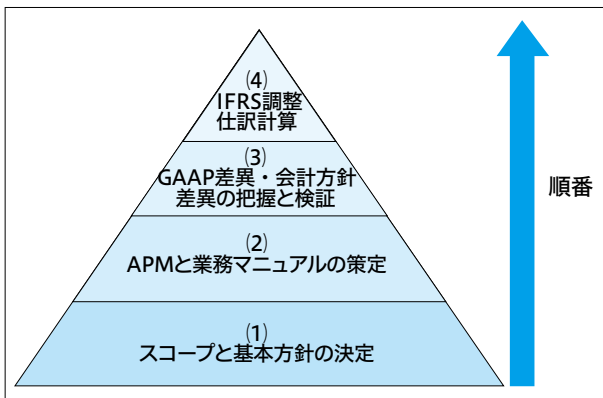 (4)
IFRS調整
仕訳計算
(3)
GAAP差異・会計方針
差異の把握と検証
(2)
APMと業務マニュアルの策定
(1)
スコープと基本方針の決定
順番